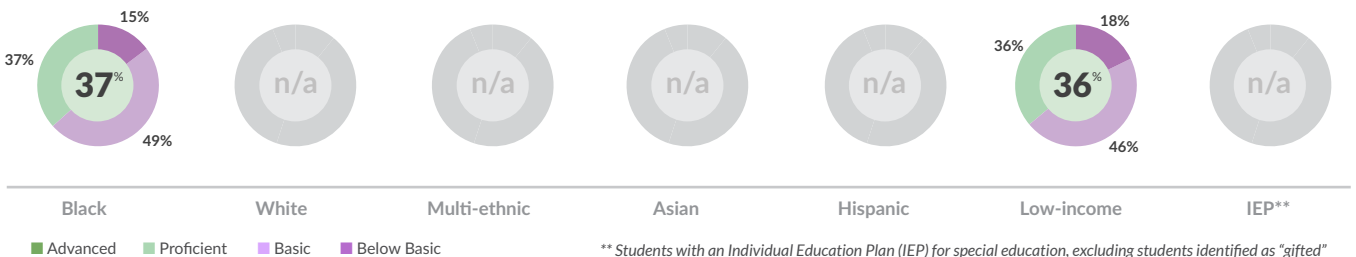 15%
37%
37%
49%
n/a
n/a
n/a
n/a
18%
36%
36%
46%
n/a
Black White Multi-ethnic Asian Hispanic Low-income IEP**
Advanced Proficient Basic Below Basic
** Students with an Individual Education Plan (IEP) for special education, excluding students identified as “gifted”